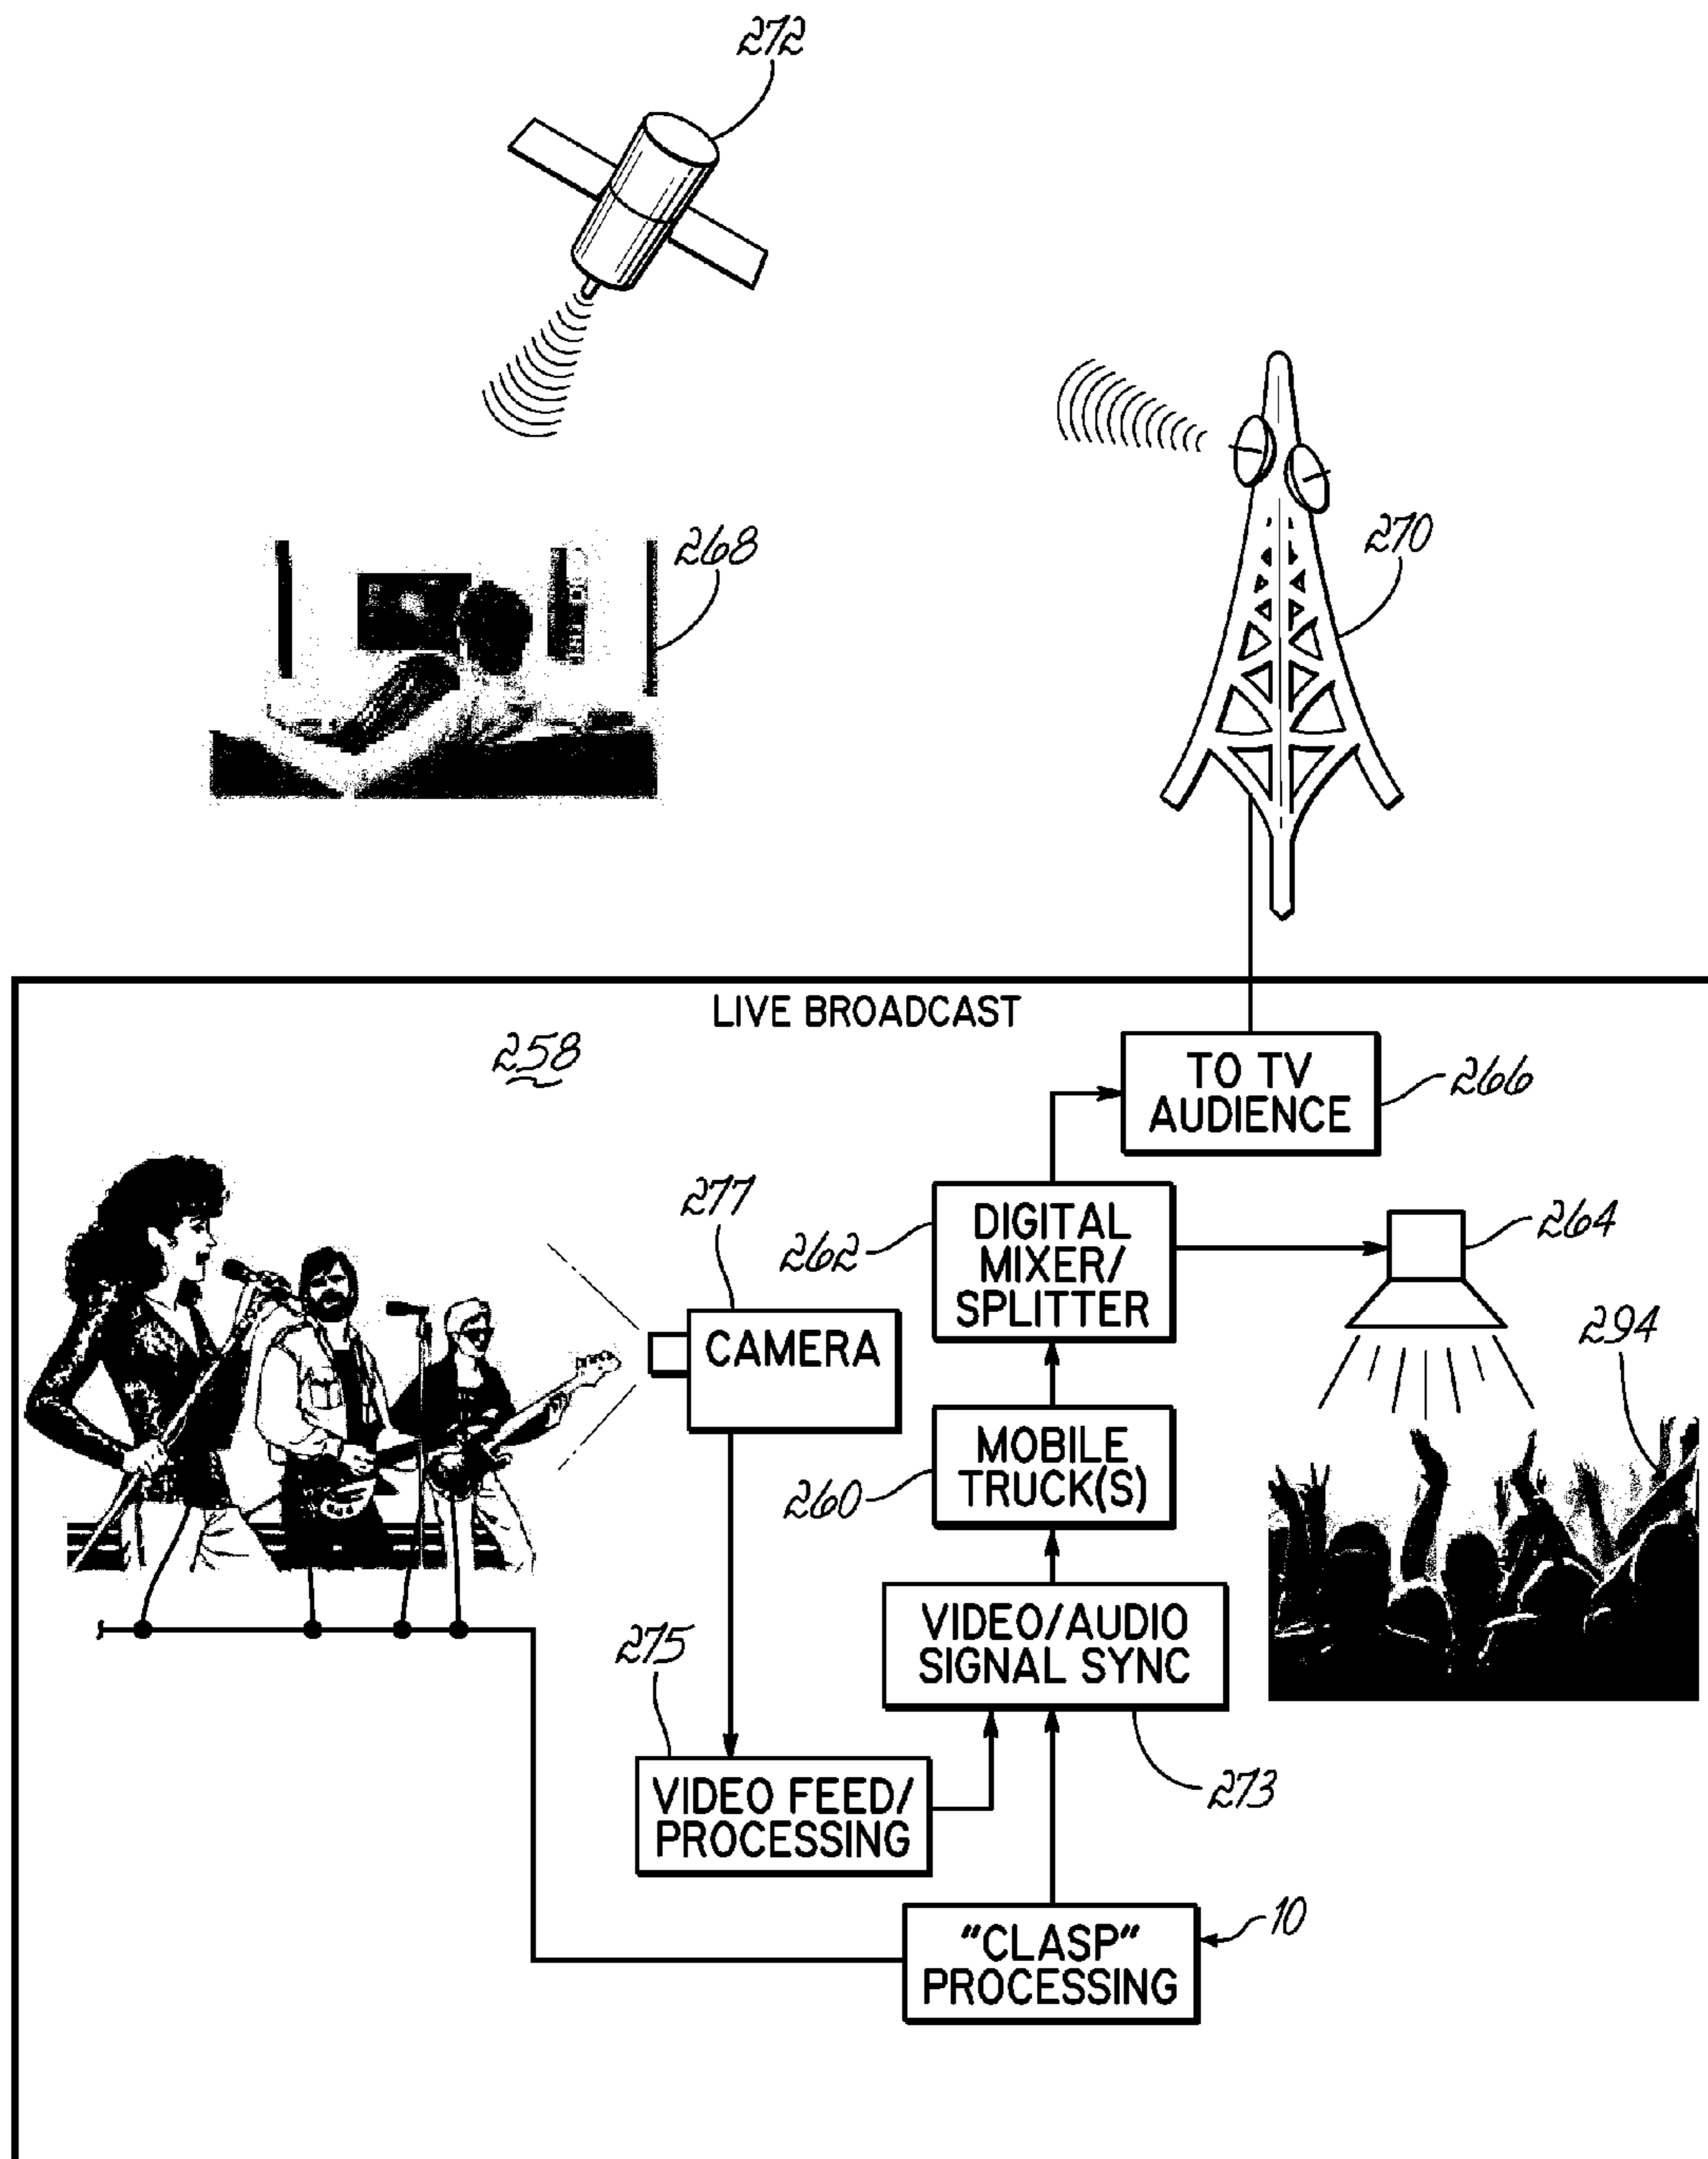 272
270
268
LIVE BROADCAST
258
TO TV
AUDIENCE
266
277
262
DIGITAL
MIXER/
SPLITTER
264
CAMERA
294
MOBILE
TRUCK(S)
260
VIDEO/AUDIO
SIGNAL SYNC
275
273
VIDEO FEED/
PROCESSING
"CLASP"
PROCESSING
10